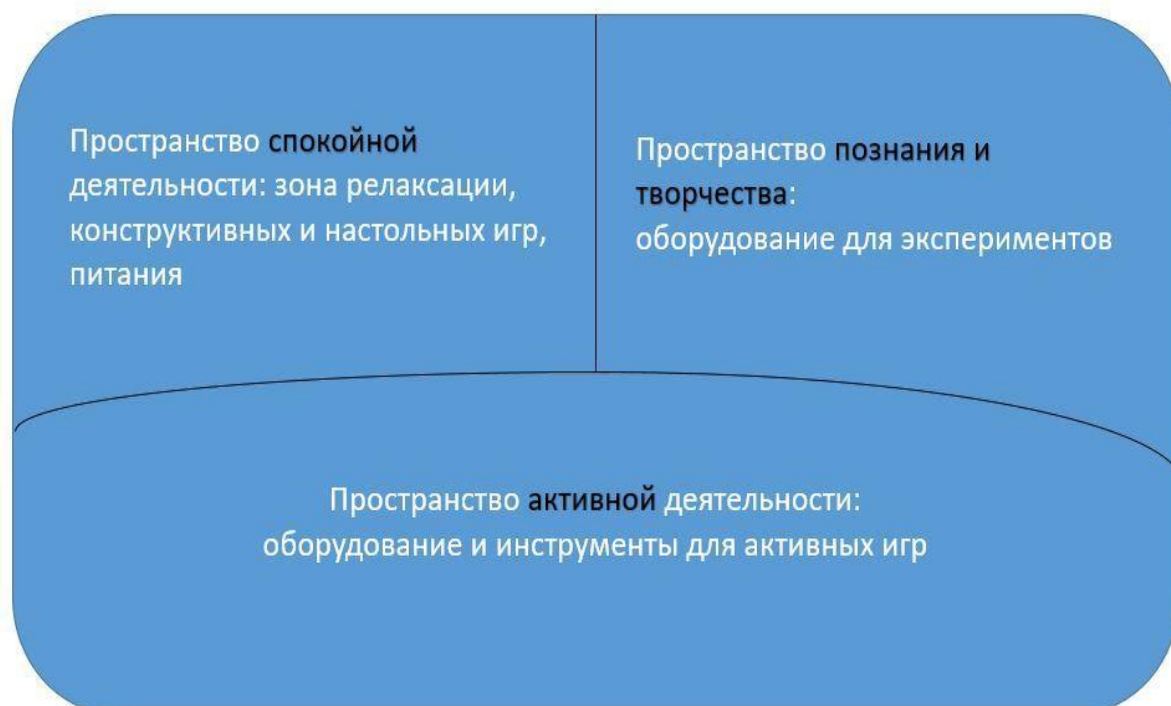 Пространство спокойной
деятельности: зона релаксации,
конструктивных и настольных игр,
питания
Пространство познания и
творчества:
оборудование для экспериментов
Пространство активной деятельности:
оборудование и инструменты для активных игр